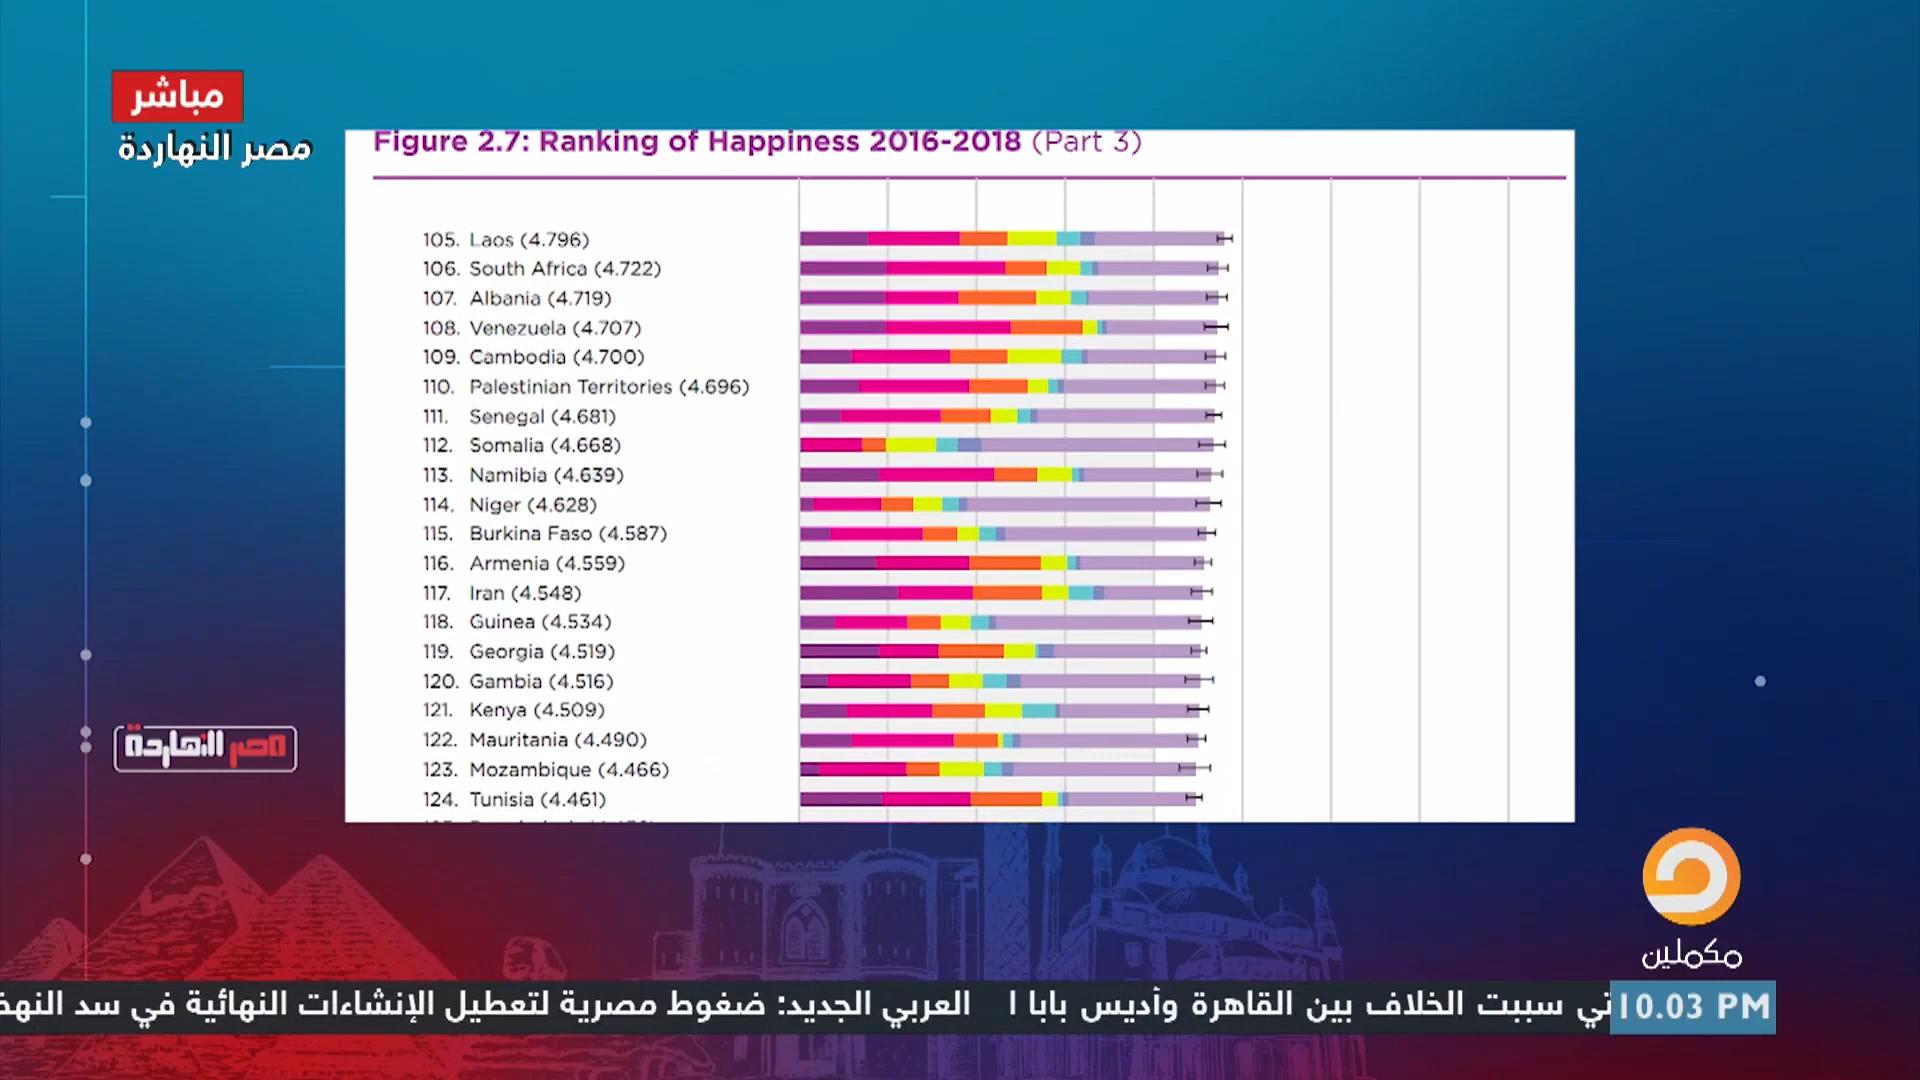 مباشر
مصر النهاردة
Figure 2.7: Ranking of Happiness 2016-2018 (Part 3)
105. Laos (4.796)
106. South Africa (4.722)
107. Albania (4.719)
108. Venezuela (4.707)
109. Cambodia (4.700)
110. Palestinian Territories (4.696)
111. Senegal (4.681)
112. Somalia (4.668)
113. Namibia (4.639)
114. Niger (4.628)
115. Burkina Faso (4.587)
116. Armenia (4.559)
117. Iran (4.548)
118. Guinea (4.534)
119. Georgia (4.519)
120. Gambia (4.516)
121. Kenya (4.509)
122. Mauritania (4.490)
123. Mozambique (4.466)
124. Tunisia (4.461)
مصر النهاردة
مكملين
تي سببت الخلاف بين القاهرة وأديس بابا ا العربي الجديد: ضغوط مصرية لتعطيل الإنشاءات النهائية في سد النهض
10.03 PM